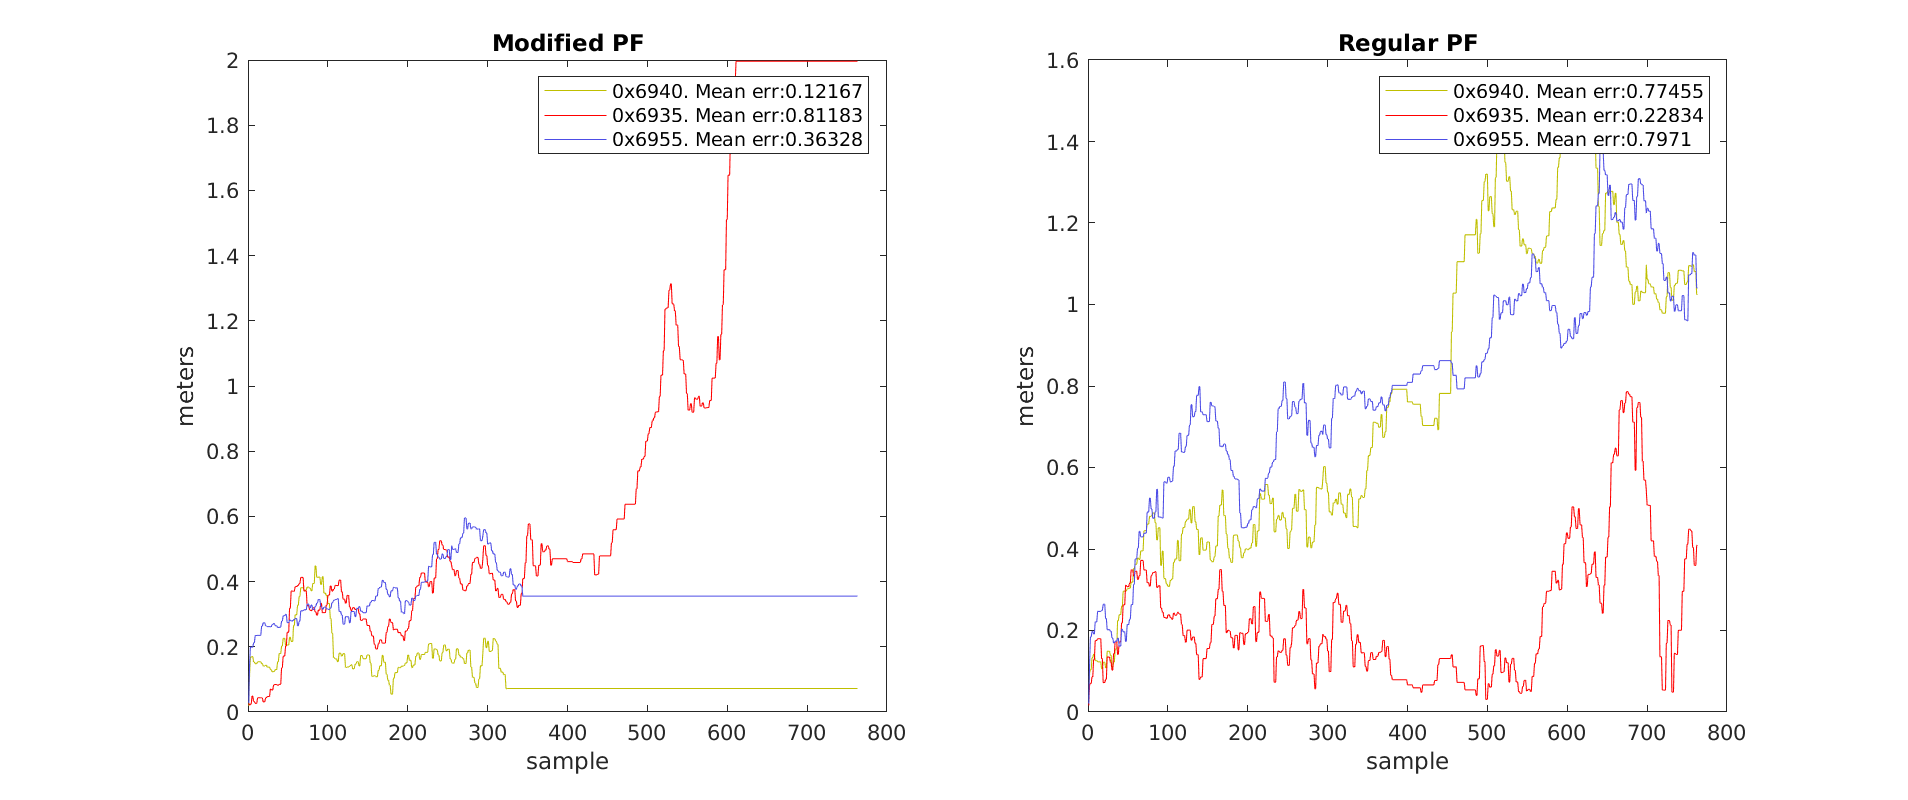 Modified PF
2
1.8
1.6
1.4
1.2
1
0.8
0.6
0.4
0.2
0
meters
0x6940. Mean err:0.12167
0x6935. Mean err:0.81183
0x6955. Mean err:0.36328
0 100 200 300 400 500 600 700 800
sample
Regular PF
1.6
1.4
1.2
1
0.8
0.6
0.4
0.2
0
meters
0x6940. Mean err:0.77455
0x6935. Mean err:0.22834
0x6955. Mean err:0.7971
0 100 200 300 400 500 600 700 800
sample